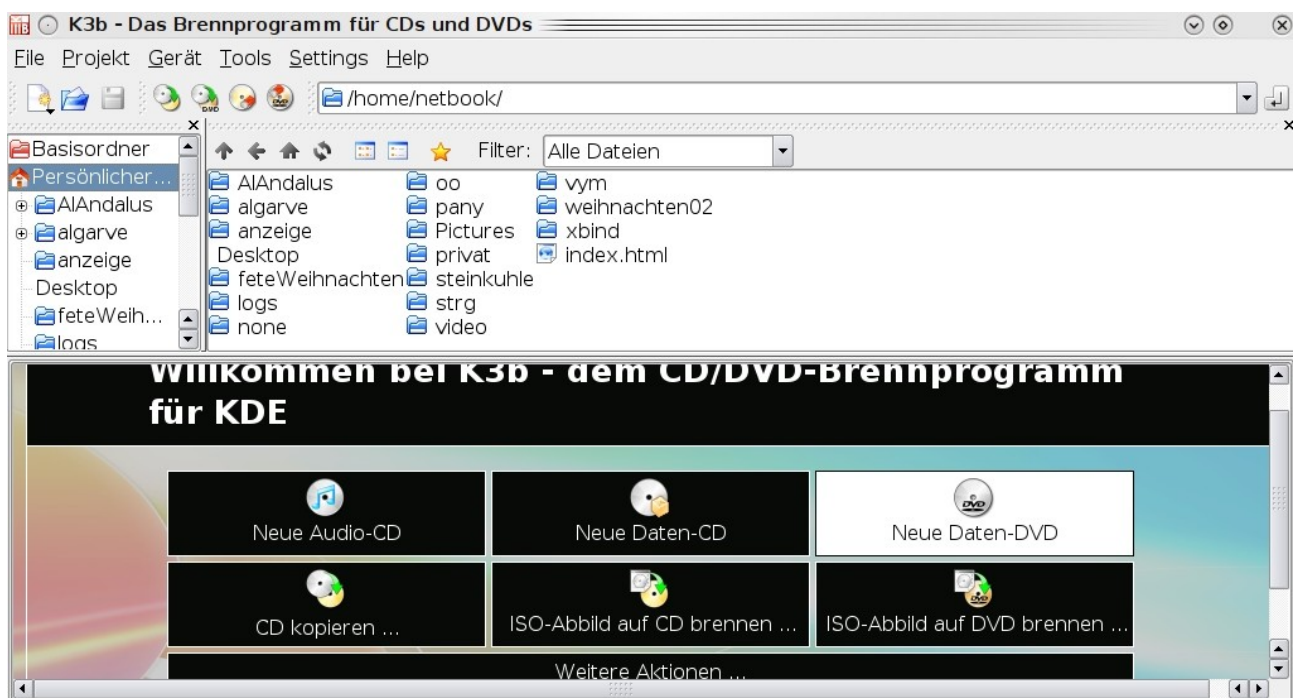 K3b - Das Brennprogramm für CDs und DVDs
File Projekt Gerät Tools Settings Help
/home/netbook/
Basisordner
Persönlicher...
AlAndalus
algarve
anzeige
Desktop
feteWeih...
logs
Filter: Alle Dateien
AlAndalus oo vym
algarve pany weihnachten02
anzeige Pictures xbind
Desktop privat index.html
feteWeihnachten steinkuhle
logs strg
none video
Willkommen bei K3b - dem CD/DVD-Brennprogramm
für KDE
Neue Audio-CD Neue Daten-CD Neue Daten-DVD
CD kopieren ... ISO-Abbild auf CD brennen ... ISO-Abbild auf DVD brennen ...
Weitere Aktionen ...